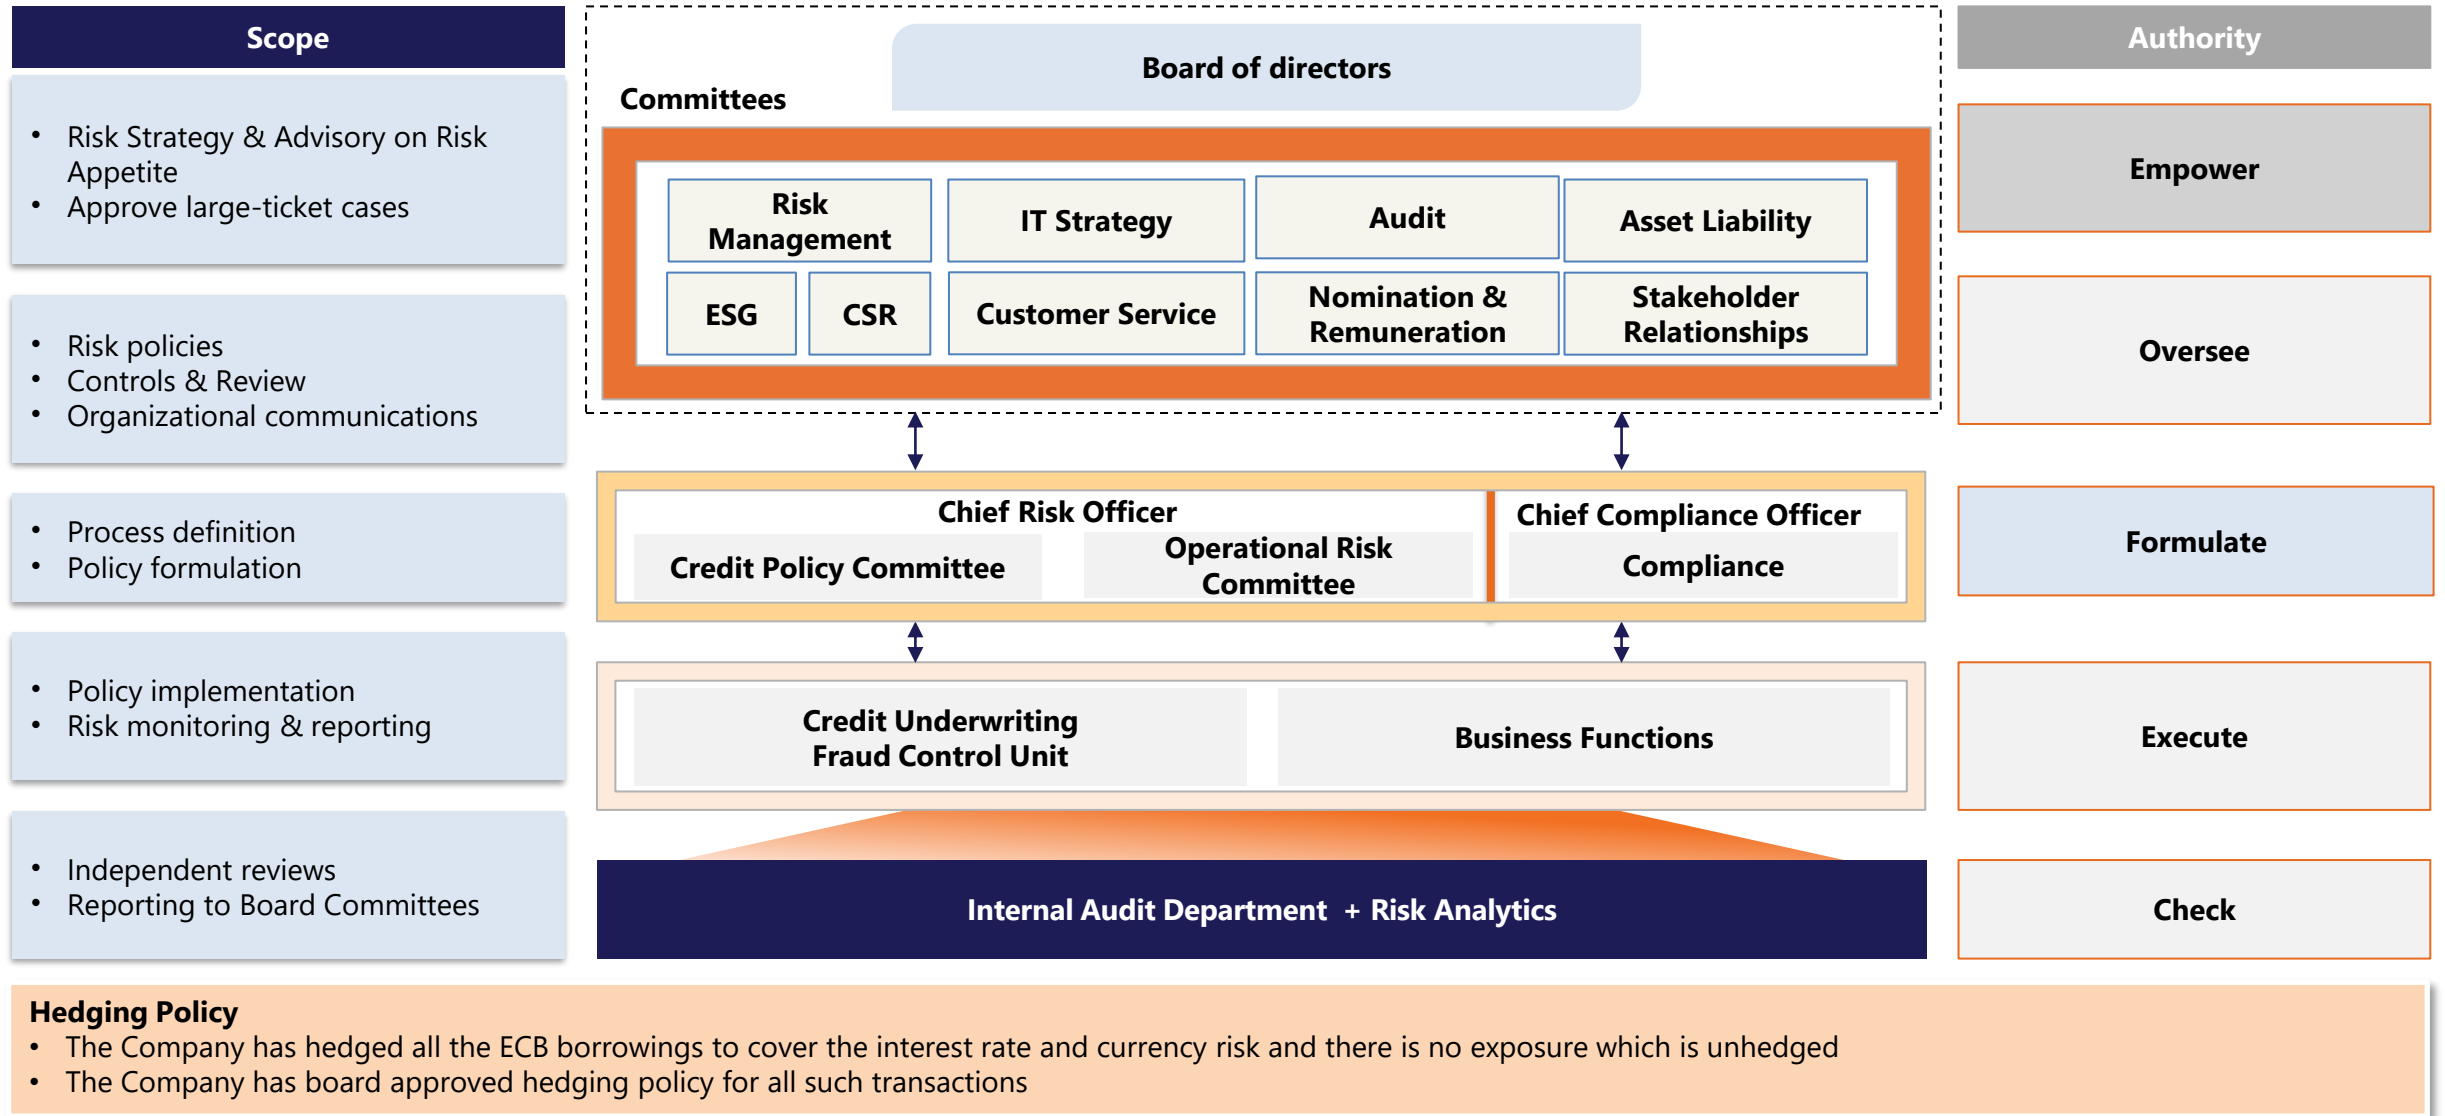 Scope
• Risk Strategy & Advisory on Risk
Appetite
• Approve large-ticket cases
• Risk policies
• Controls & Review
• Organizational communications
• Process definition
• Policy formulation
• Policy implementation
• Risk monitoring & reporting
• Independent reviews
• Reporting to Board Committees
Board of directors
Committees
Risk
Management
IT Strategy
Audit
Asset Liability
ESG
CSR
Customer Service
Nomination &
Remuneration
Stakeholder
Relationships
Chief Risk Officer
Credit Policy Committee
Operational Risk
Committee
Chief Compliance Officer
Compliance
Credit Underwriting
Fraud Control Unit
Business Functions
Internal Audit Department + Risk Analytics
Authority
Empower
Oversee
Formulate
Execute
Check
Hedging Policy
• The Company has hedged all the ECB borrowings to cover the interest rate and currency risk and there is no exposure which is unhedged
• The Company has board approved hedging policy for all such transactions